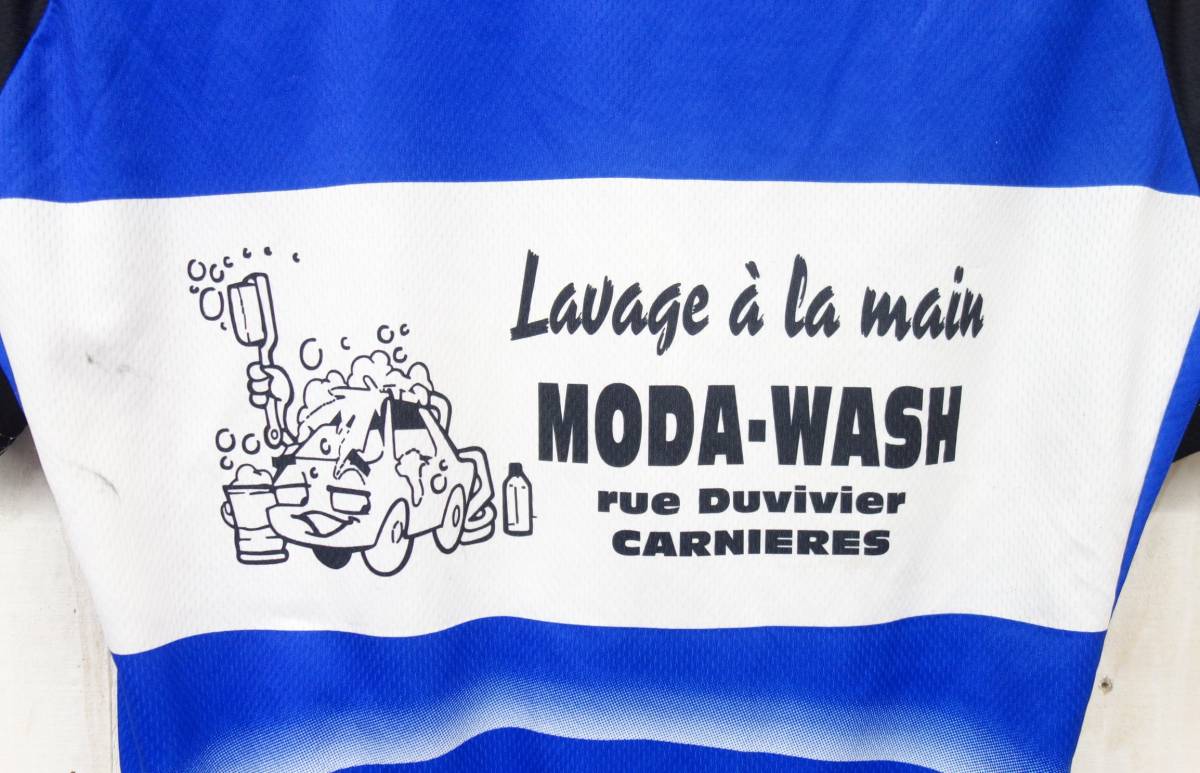 Lavage à la main
MODA-WASH
rue Duvivier
CARNIERES